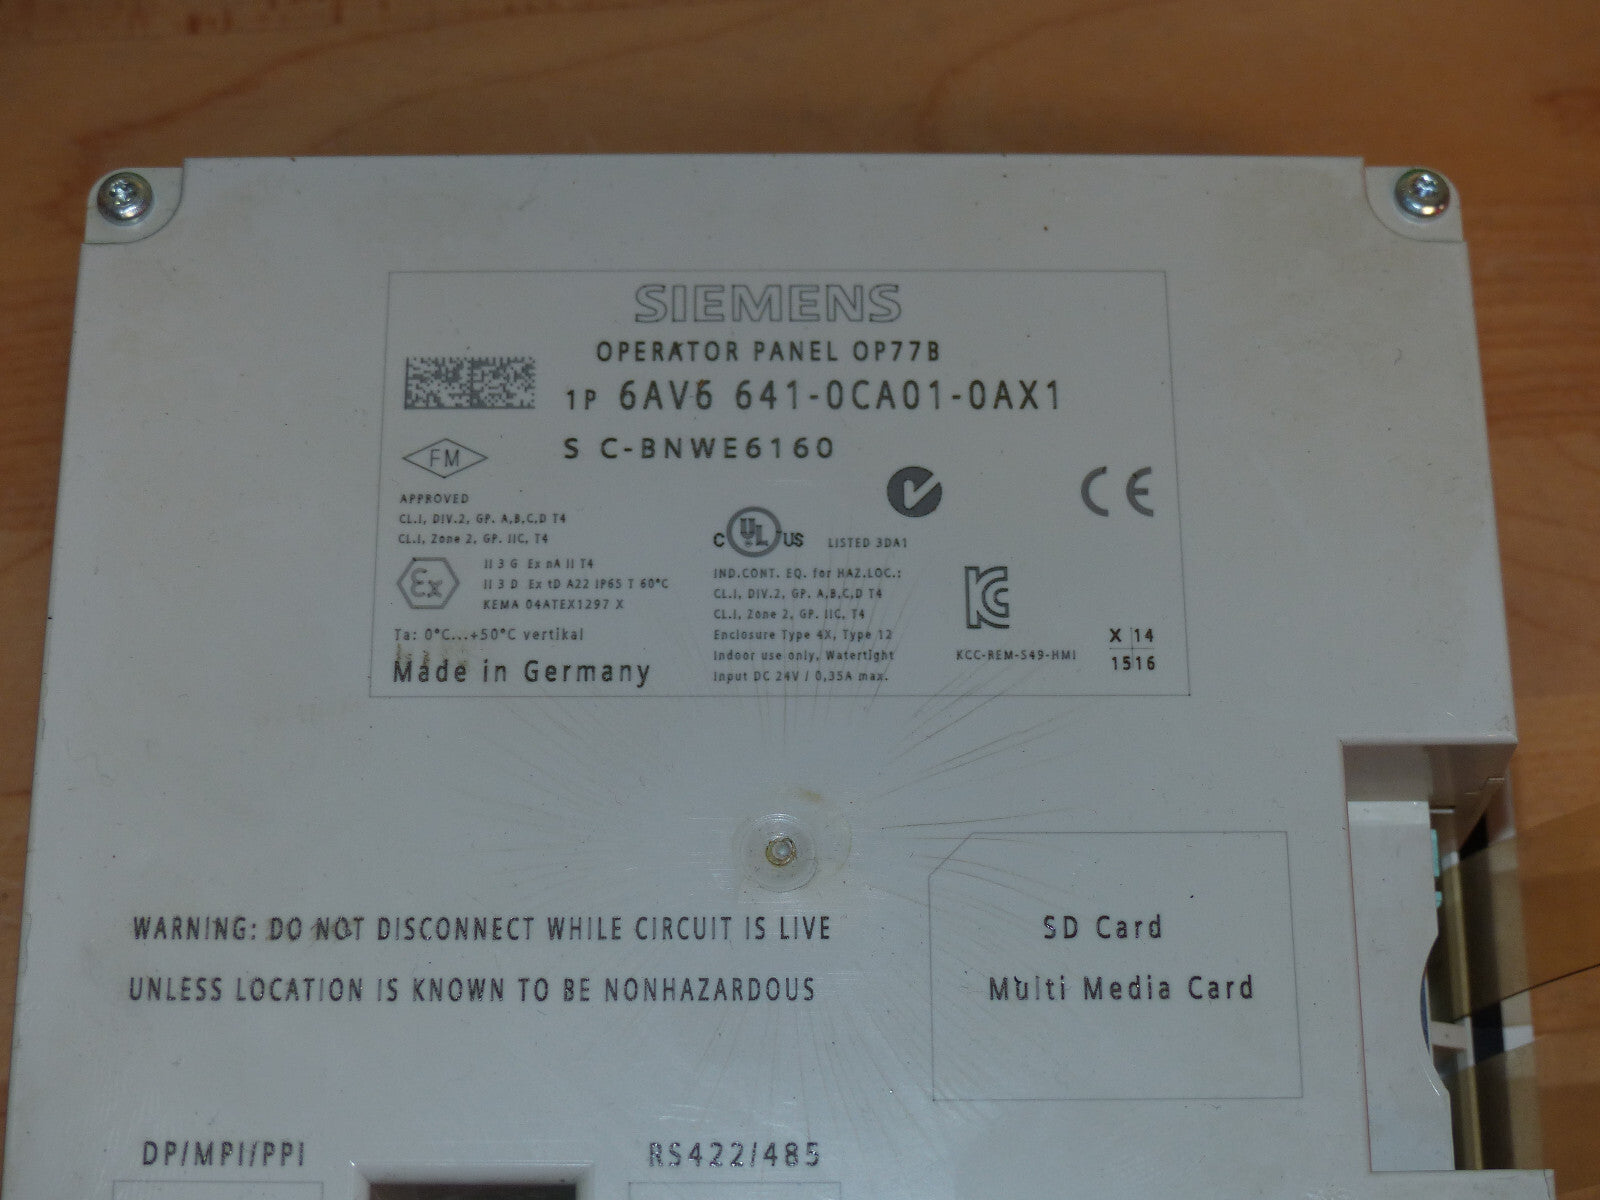 SIEMENS
OPERATOR PANEL OP77B
1P 6AV6 641-0CA01-0AX1
S C-BNWE6160
FM
APPROVED
CL.I, DIV.2, GP. A,B,C,D T4
CL.I, Zone 2, GP. IIC, T4
Ex
II 3 G Ex nA II T4
II 3 D Ex tD A22 IP65 T 60°C
KEMA 04ATEX1297 X
Ta: 0°C...+50°C vertikal
Made in Germany
C UL US LISTED 3DA1
IND.CONT. EQ. for HAZ.LOC.:
CL.I, DIV.2, GP. A,B,C,D T4
CL.I, Zone 2, GP. IIC, T4
Enclosure Type 4X, Type 12
Indoor use only, Watertight
Input DC 24V / 0,35A max.
CE
KC
KCC-REM-S49-HMI
X 14
1516
WARNING: DO NOT DISCONNECT WHILE CIRCUIT IS LIVE
UNLESS LOCATION IS KNOWN TO BE NONHAZARDOUS
SD Card
Multi Media Card
DP/MPI/PPI
RS422/485